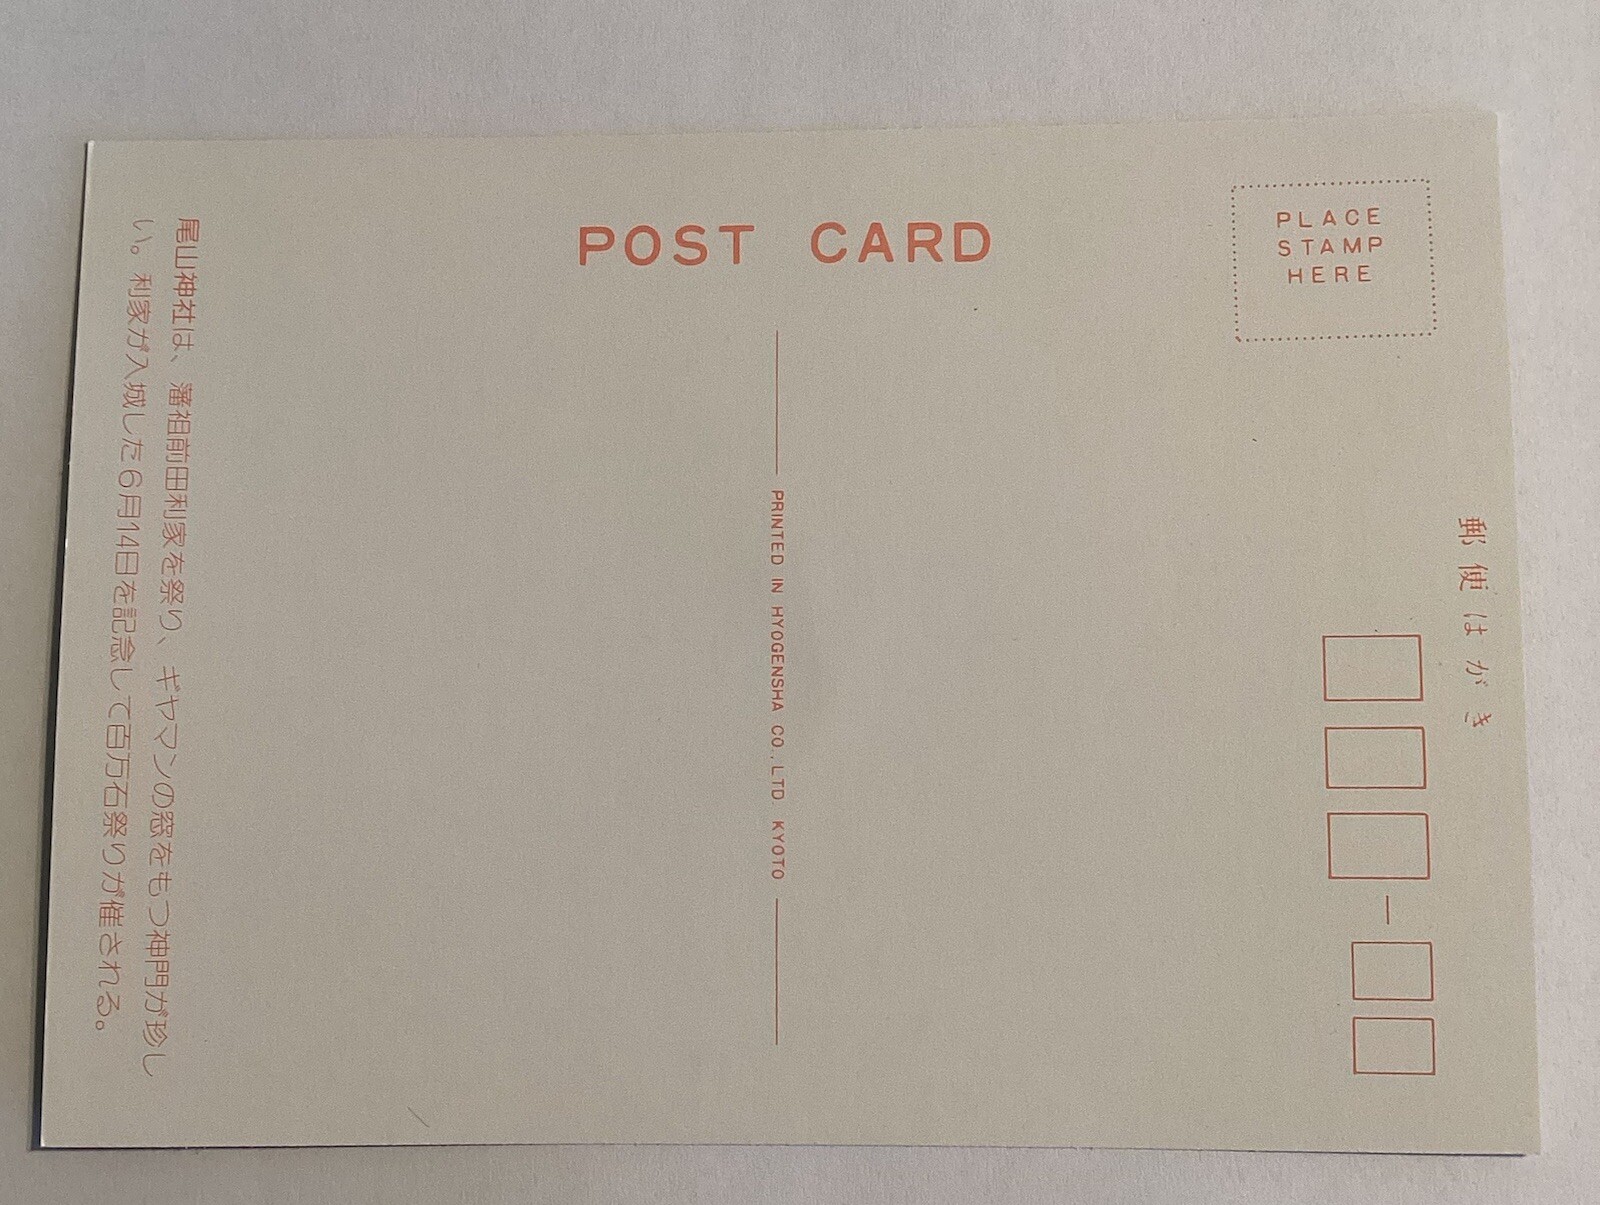 POST CARD
PLACE
STAMP
HERE
郵便はがき
PRINTED IN HYOGENSHA CO., LTD. KYOTO
尾山神社は、藩祖前田利家を祭り、ギヤマンの窓をもつ神門が珍し
い。利家が入城した6月14日を記念して百万石祭りが催される。